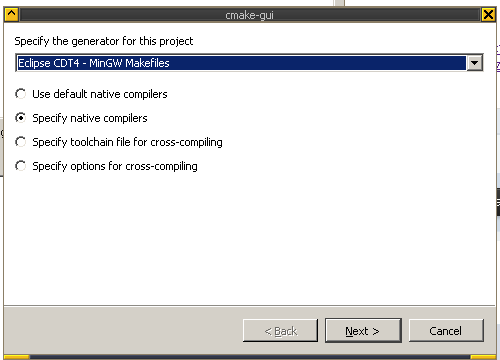 cmake-gui
Specify the generator for this project
Eclipse CDT4 - MinGW Makefiles
Use default native compilers
Specify native compilers
Specify toolchain file for cross-compiling
Specify options for cross-compiling
< Back Next > Cancel